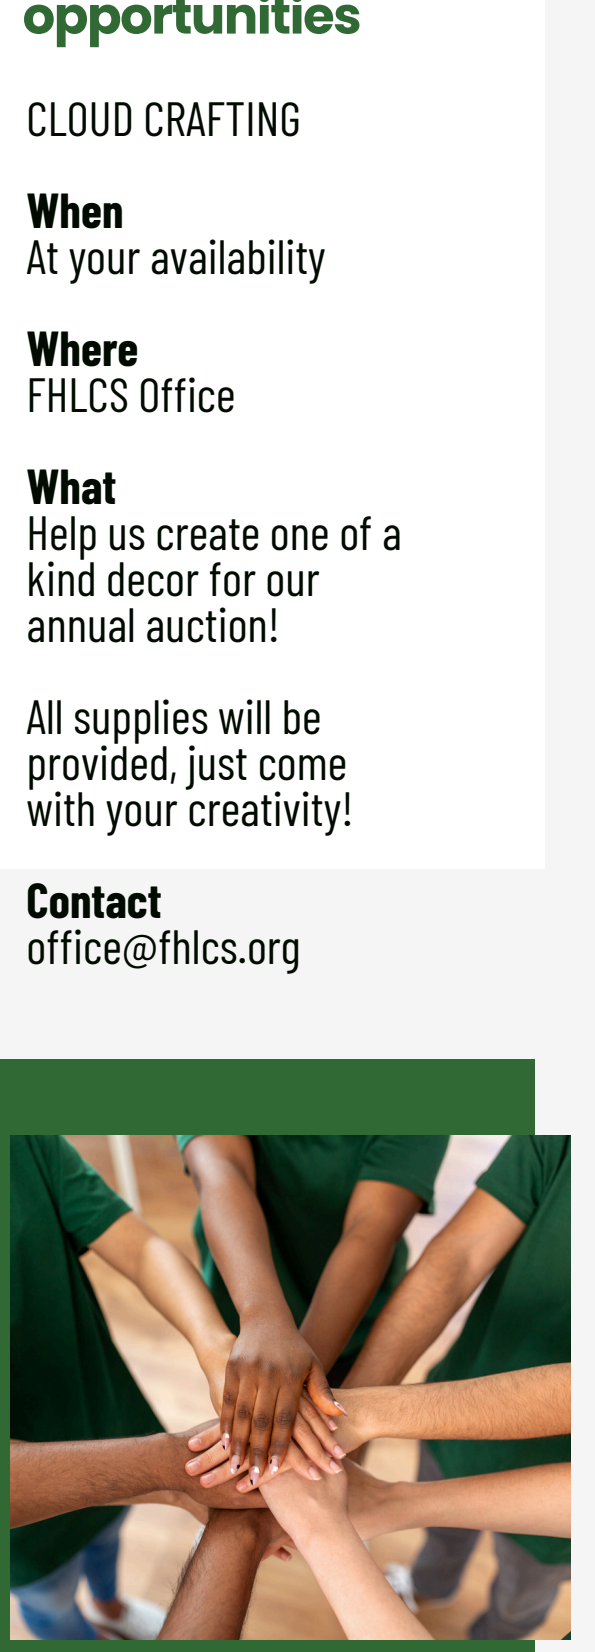 opportunities
CLOUD CRAFTING
When
At your availability
Where
FHLCS Office
What
Help us create one of a
kind decor for our
annual auction!
All supplies will be
provided, just come
with your creativity!
Contact
office@fhlcs.org